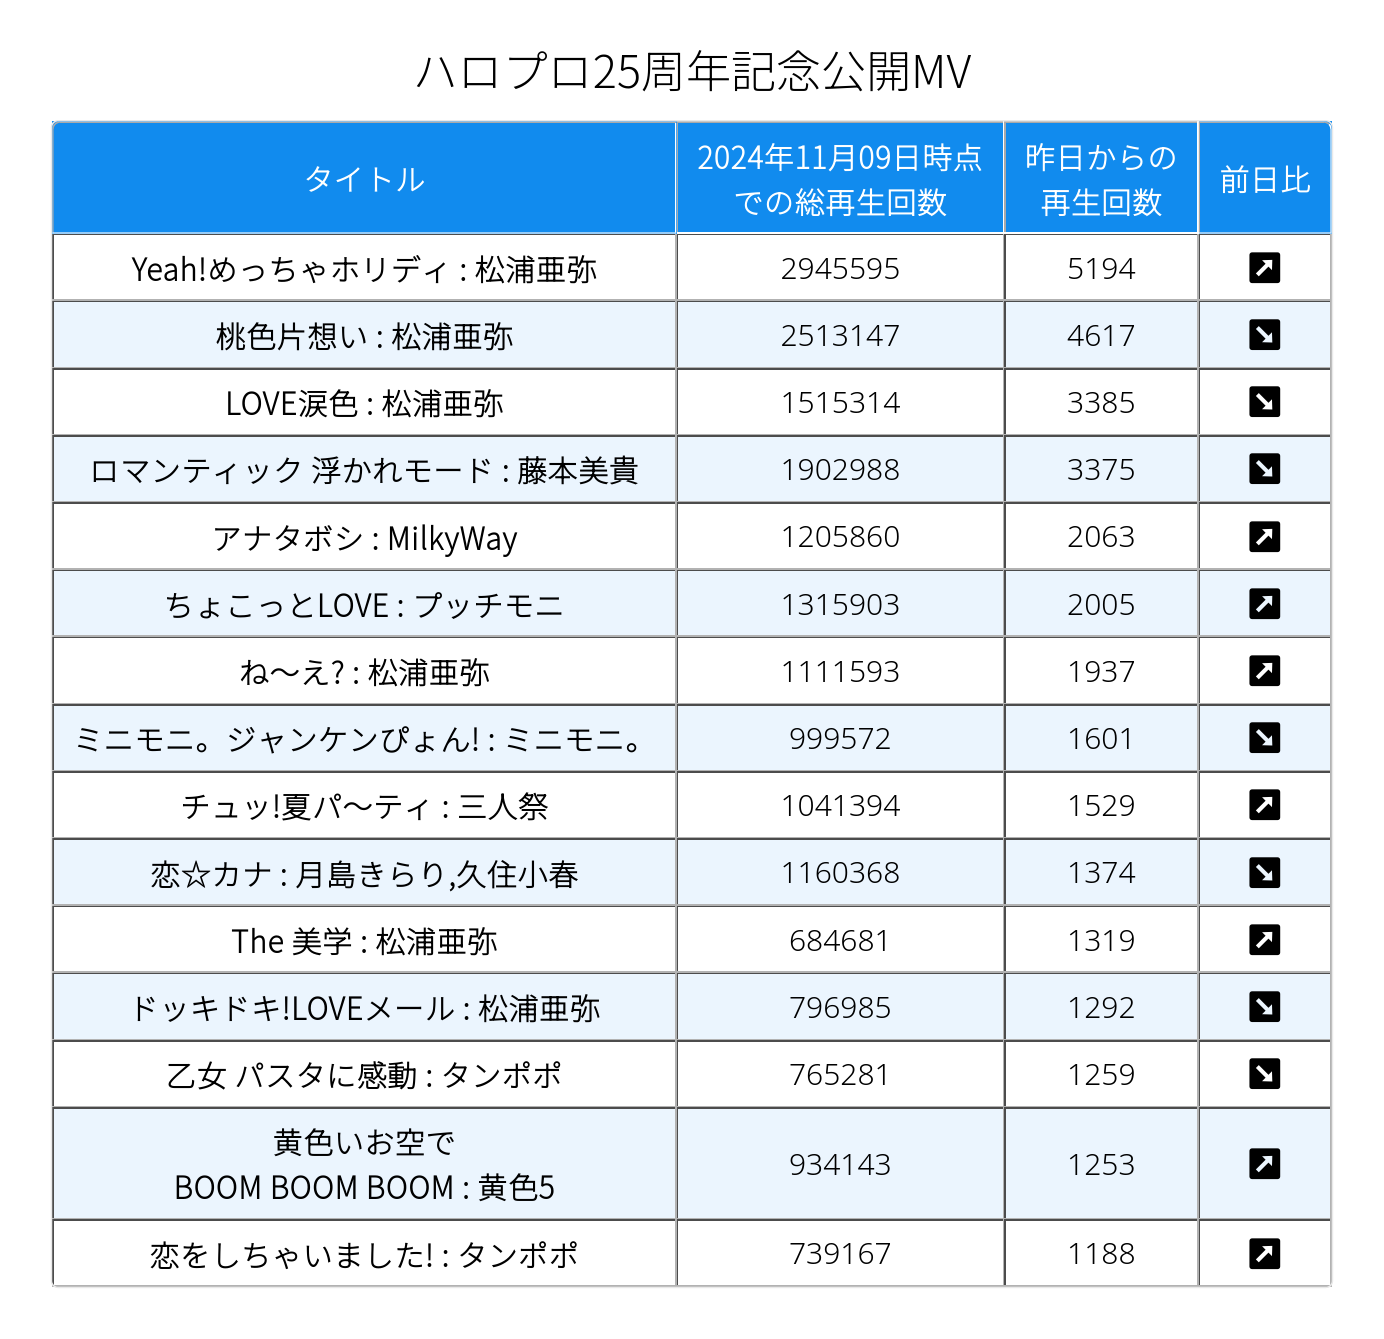 ハロプロ25周年記念公開MV
タイトル
2024年11月09日時点
での総再生回数
昨日からの
再生回数
前日比
Yeah!めっちゃホリディ : 松浦亜弥 2945595 5194 ↗
桃色片想い : 松浦亜弥 2513147 4617 ↘
LOVE涙色 : 松浦亜弥 1515314 3385 ↘
ロマンティック 浮かれモード : 藤本美貴 1902988 3375 ↘
アナタボシ : MilkyWay 1205860 2063 ↗
ちょこっとLOVE : プッチモニ 1315903 2005 ↗
ね〜え? : 松浦亜弥 1111593 1937 ↗
ミニモニ。ジャンケンぴょん! : ミニモニ。 999572 1601 ↘
チュッ!夏パ〜ティ : 三人祭 1041394 1529 ↗
恋☆カナ : 月島きらり,久住小春 1160368 1374 ↘
The 美学 : 松浦亜弥 684681 1319 ↗
ドッキドキ!LOVEメール : 松浦亜弥 796985 1292 ↘
乙女 パスタに感動 : タンポポ 765281 1259 ↘
黄色いお空で
BOOM BOOM BOOM : 黄色5 934143 1253 ↗
恋をしちゃいました! : タンポポ 739167 1188 ↗